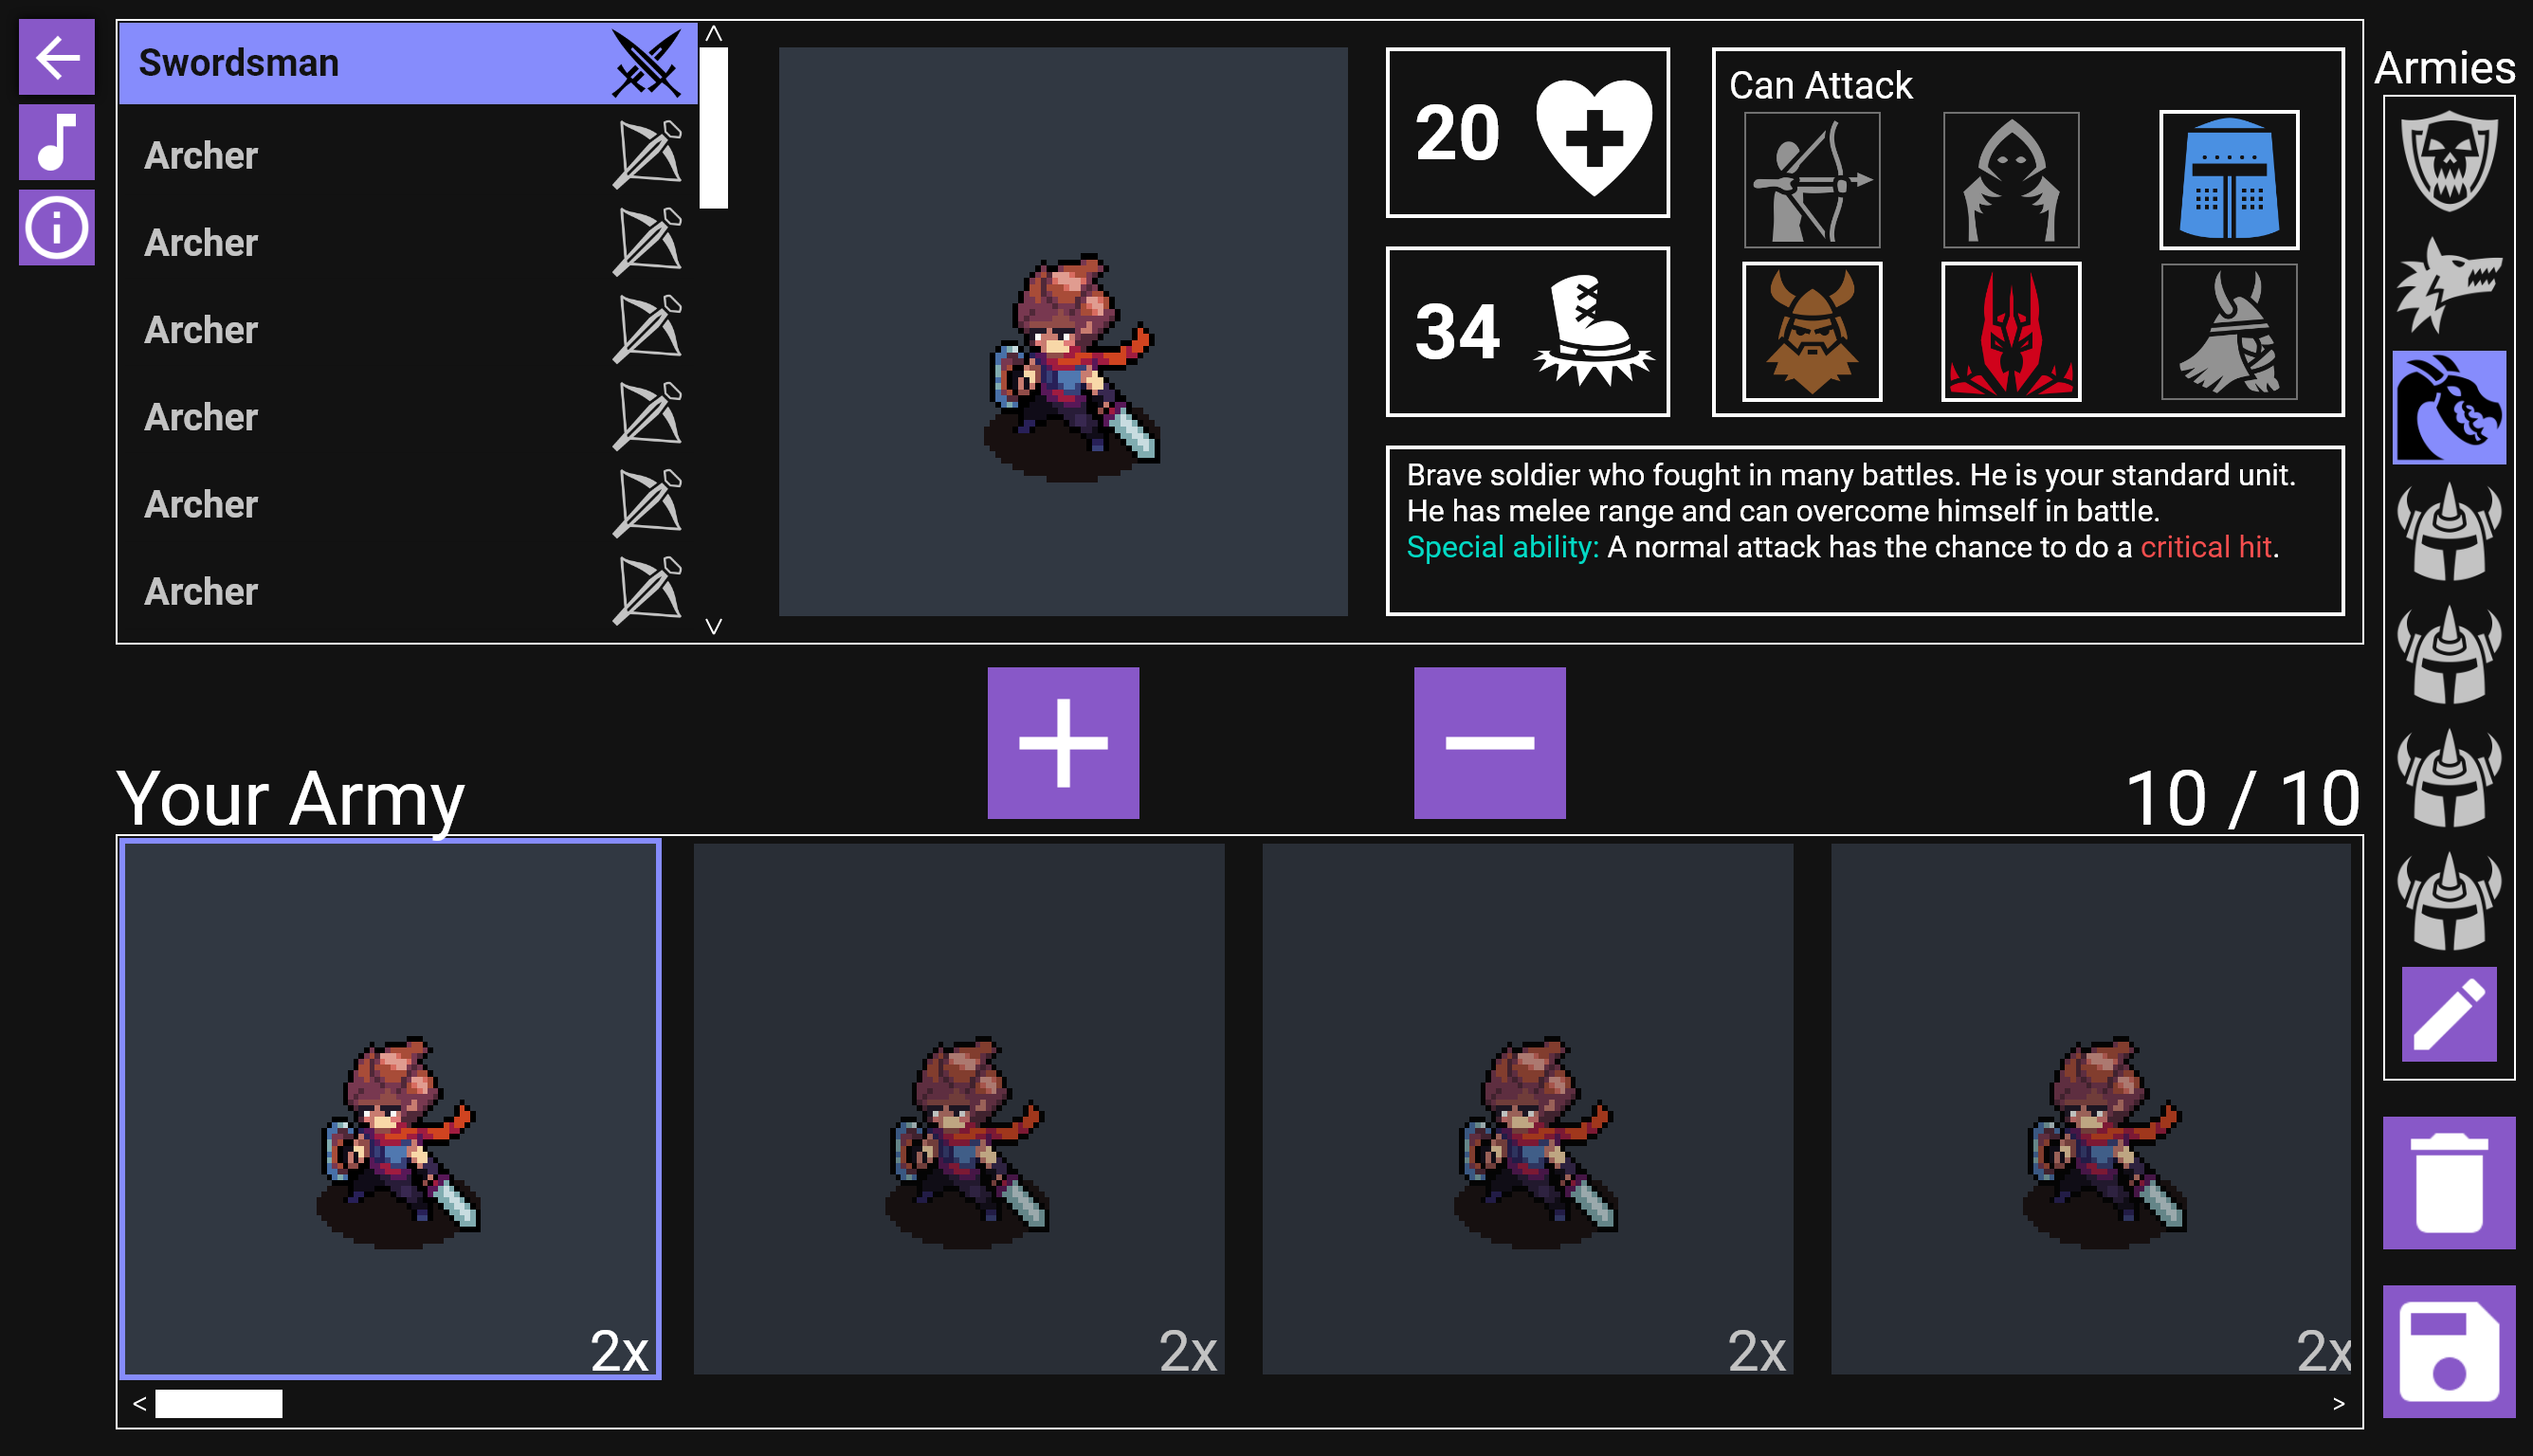 Swordsman
Archer
Archer
Archer
Archer
Archer
Archer
20
34
Can Attack
Brave soldier who fought in many battles. He is your standard unit.
He has melee range and can overcome himself in battle.
Special ability: A normal attack has the chance to do a critical hit.
Armies
Your Army
10 / 10
2x
2x
2x
2x